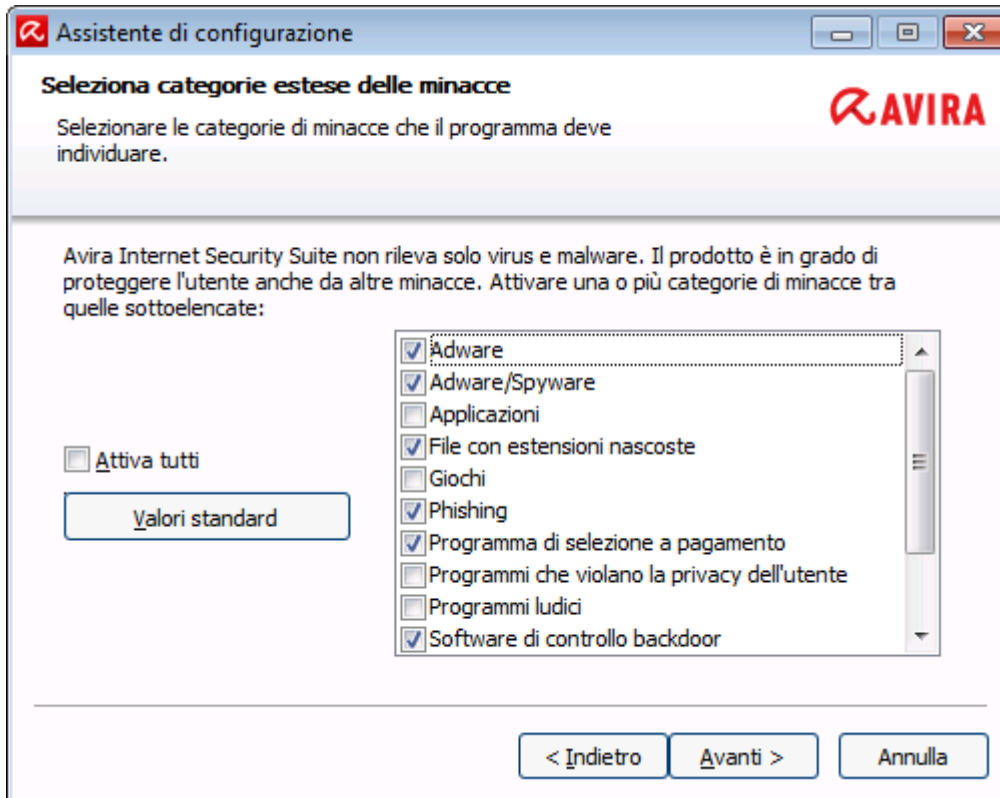 Assistente di configurazione
Seleziona categorie estese delle minacce
Selezionare le categorie di minacce che il programma deve
individuare.
AVIRA
Avira Internet Security Suite non rileva solo virus e malware. Il prodotto è in grado di
proteggere l'utente anche da altre minacce. Attivare una o più categorie di minacce tra
quelle sottoelencate:
Adware
Adware/Spyware
Applicazioni
File con estensioni nascoste
Attiva tutti
Giochi
Valori standard
Phishing
Programma di selezione a pagamento
Programmi che violano la privacy dell'utente
Programmi ludici
Software di controllo backdoor
< Indietro
Avanti >
Annulla